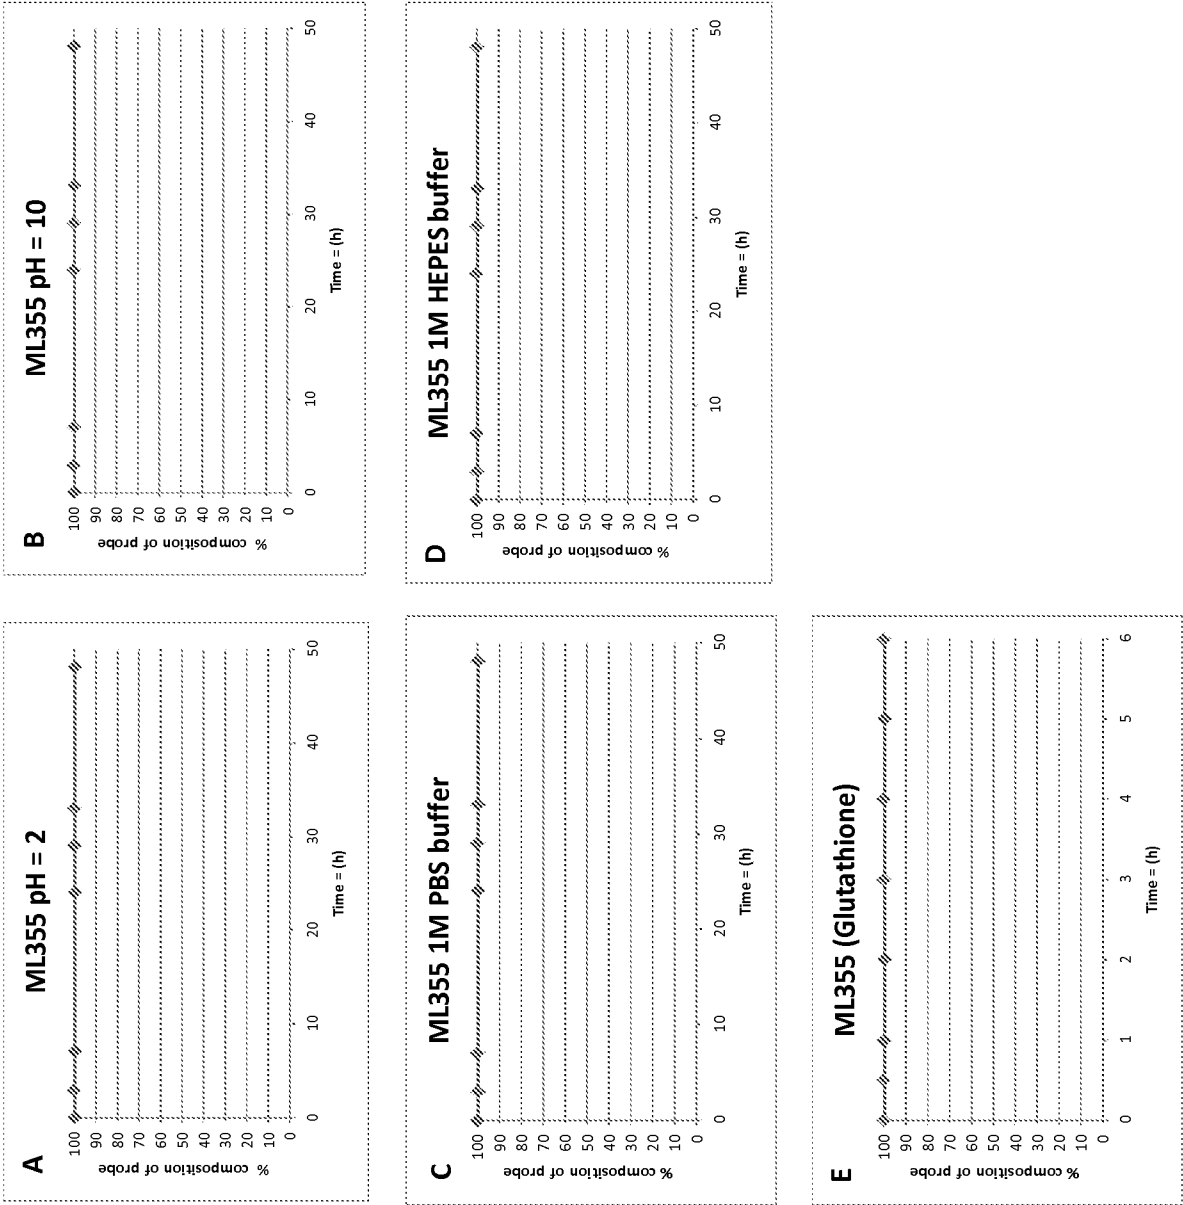 A
ML355 pH = 2
% composition of probe
100
90
80
70
60
50
40
30
20
10
0
0 10 20 30 40 50
Time = (h)
B
ML355 pH = 10
% composition of probe
100
90
80
70
60
50
40
30
20
10
0
0 10 20 30 40 50
Time = (h)
C
ML355 1M PBS buffer
% composition of probe
100
90
80
70
60
50
40
30
20
10
0
0 10 20 30 40 50
Time = (h)
D
ML355 1M HEPES buffer
% composition of probe
100
90
80
70
60
50
40
30
20
10
0
0 10 20 30 40 50
Time = (h)
E
ML355 (Glutathione)
% composition of probe
100
90
80
70
60
50
40
30
20
10
0
0 1 2 3 4 5 6
Time = (h)